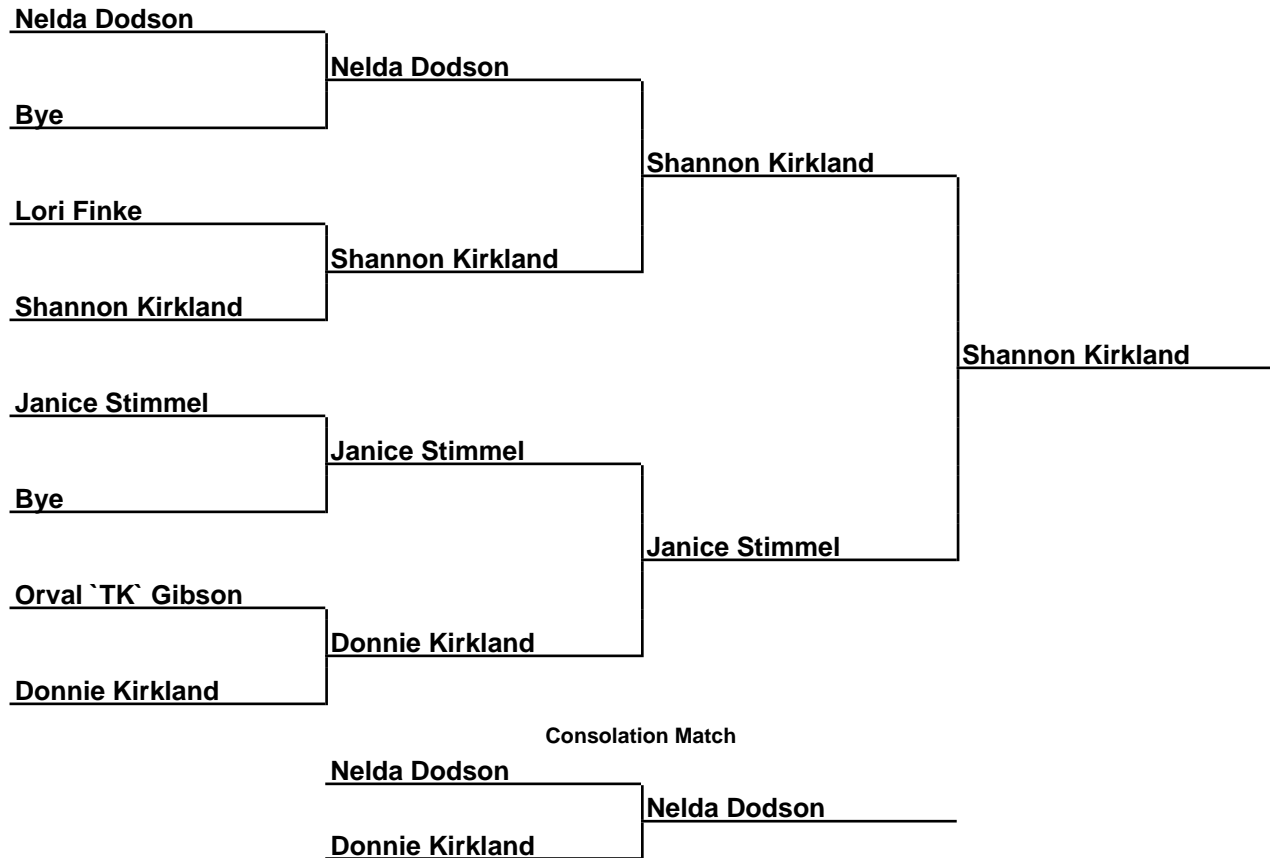 Nelda Dodson
Nelda Dodson
Bye
Shannon Kirkland
Lori Finke
Shannon Kirkland
Shannon Kirkland
Shannon Kirkland
Janice Stimmel
Janice Stimmel
Bye
Janice Stimmel
Orval `TK` Gibson
Donnie Kirkland
Donnie Kirkland
Consolation Match
Nelda Dodson
Nelda Dodson
Donnie Kirkland